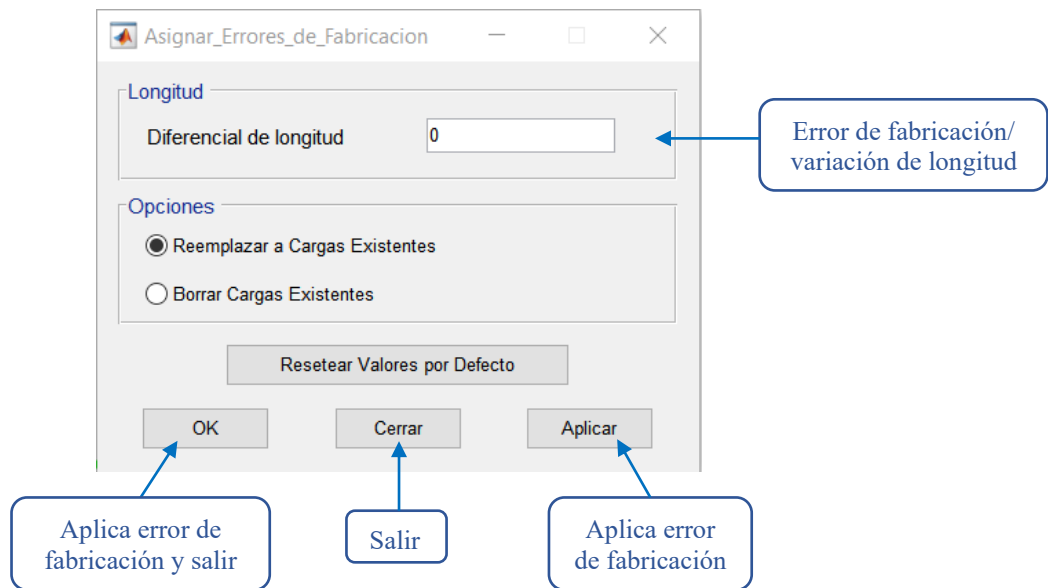 Asignar_Errores_de_Fabricacion
Longitud
Diferencial de longitud
0
Error de fabricación/
variación de longitud
Opciones
Reemplazar a Cargas Existentes
Borrar Cargas Existentes
Resetear Valores por Defecto
OK
Cerrar
Aplicar
Aplica error de
fabricación y salir
Salir
Aplica error
de fabricación